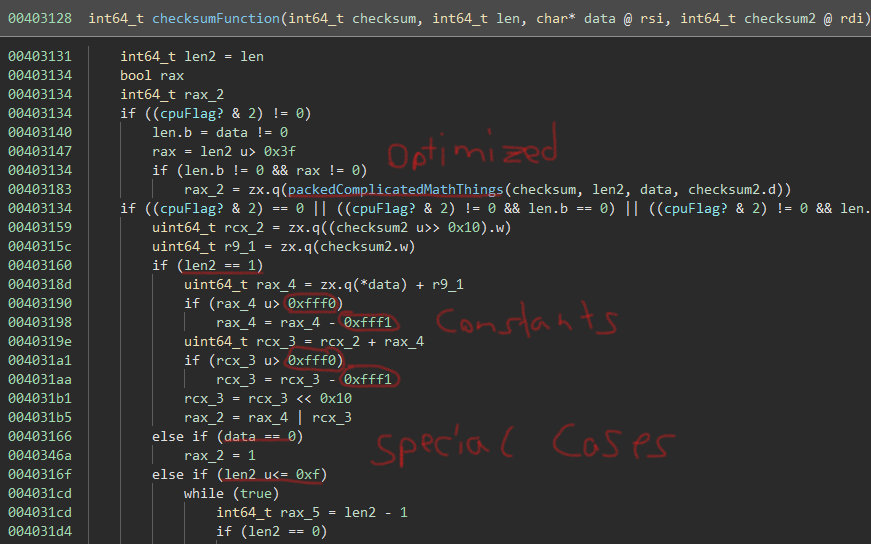 00403128 int64_t checksumFunction(int64_t checksum, int64_t len, char* data @ rsi, int64_t checksum2 @ rdi)
00403131 int64_t len2 = len
00403134 bool rax
00403134 int64_t rax_2
00403134 if ((cpuFlag? & 2) != 0)
00403140 len.b = data != 0
00403147 rax = len2 u> 0x3f
00403134 if (len.b != 0 && rax != 0)
Optimized
00403183 rax_2 = zx.q(packedComplicatedMathThings(checksum, len2, data, checksum2.d))
00403134 if ((cpuFlag? & 2) == 0 || ((cpuFlag? & 2) != 0 && len.b == 0) || ((cpuFlag? & 2) != 0 && len.
00403159 uint64_t rcx_2 = zx.q((checksum2 u>> 0x10).w)
0040315c uint64_t r9_1 = zx.q(checksum2.w)
00403160 if (len2 == 1)
0040318d uint64_t rax_4 = zx.q(*data) + r9_1
00403190 if (rax_4 u> 0xfff0)
00403198 rax_4 = rax_4 - 0xfff1
Constants
0040319e uint64_t rcx_3 = rcx_2 + rax_4
004031a1 if (rcx_3 u> 0xfff0)
004031aa rcx_3 = rcx_3 - 0xfff1
004031b1 rcx_3 = rcx_3 << 0x10
004031b5 rax_2 = rax_4 | rcx_3
00403166 else if (data == 0)
Special Cases
0040346a rax_2 = 1
0040316f else if (len2 u<= 0xf)
004031cd while (true)
004031cd int64_t rax_5 = len2 - 1
004031d4 if (len2 == 0)